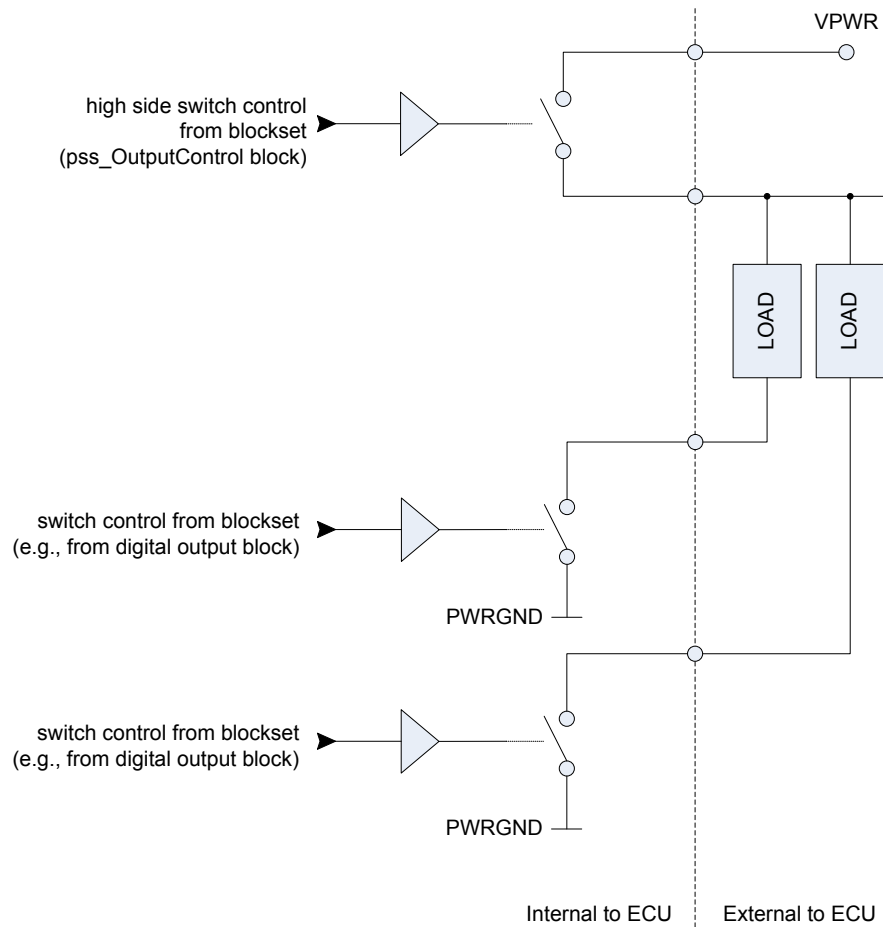 VPWR
high side switch control
from blockset
(pss_OutputControl block)
LOAD
LOAD
switch control from blockset
(e.g., from digital output block)
PWRGND
switch control from blockset
(e.g., from digital output block)
PWRGND
Internal to ECU
External to ECU